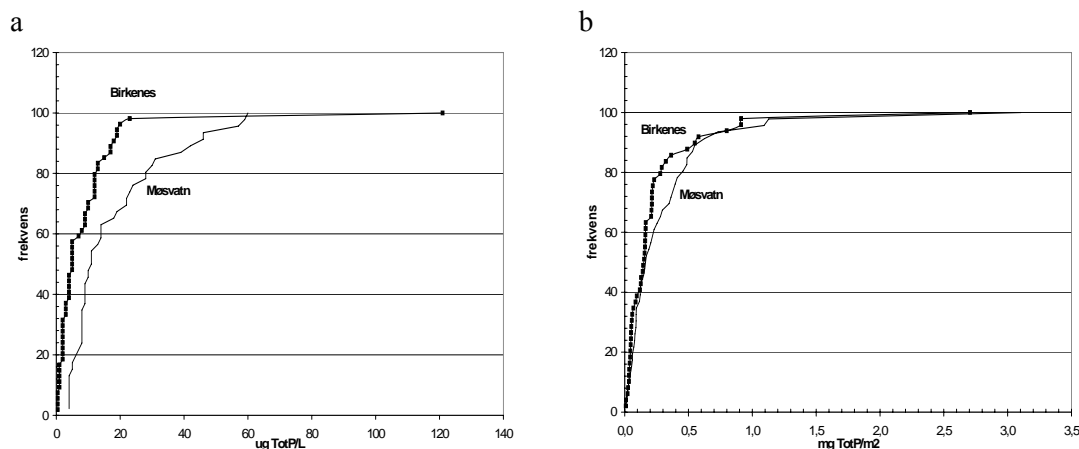 a
120
100
80
60
40
20
0
frekvens
Birkenes
Møsvatn
0 20 40 60 80 100 120 140
ug TotP/L
b
120
100
80
60
40
20
0
frekvens
Birkenes
Møsvatn
0,0 0,5 1,0 1,5 2,0 2,5 3,0 3,5
mg TotP/m2